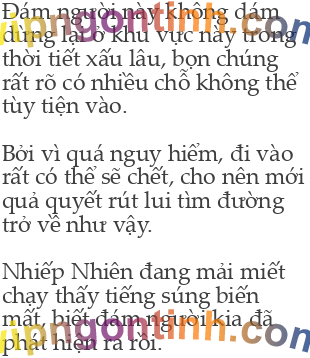 Đám người này không dám
dừng lại ở khu vực này trong
thời tiết xấu lâu, bọn chúng
rất rõ có nhiều chỗ không thể
tùy tiện vào.
Bởi vì quá nguy hiểm, đi vào
rất có thể sẽ chết, cho nên mới
quả quyết rút lui tìm đường
trở về như vậy.
Nhiếp Nhiên đang mải miết
chạy thấy tiếng súng biến
mất, biết đám người kia đã
phát hiện ra rồi.